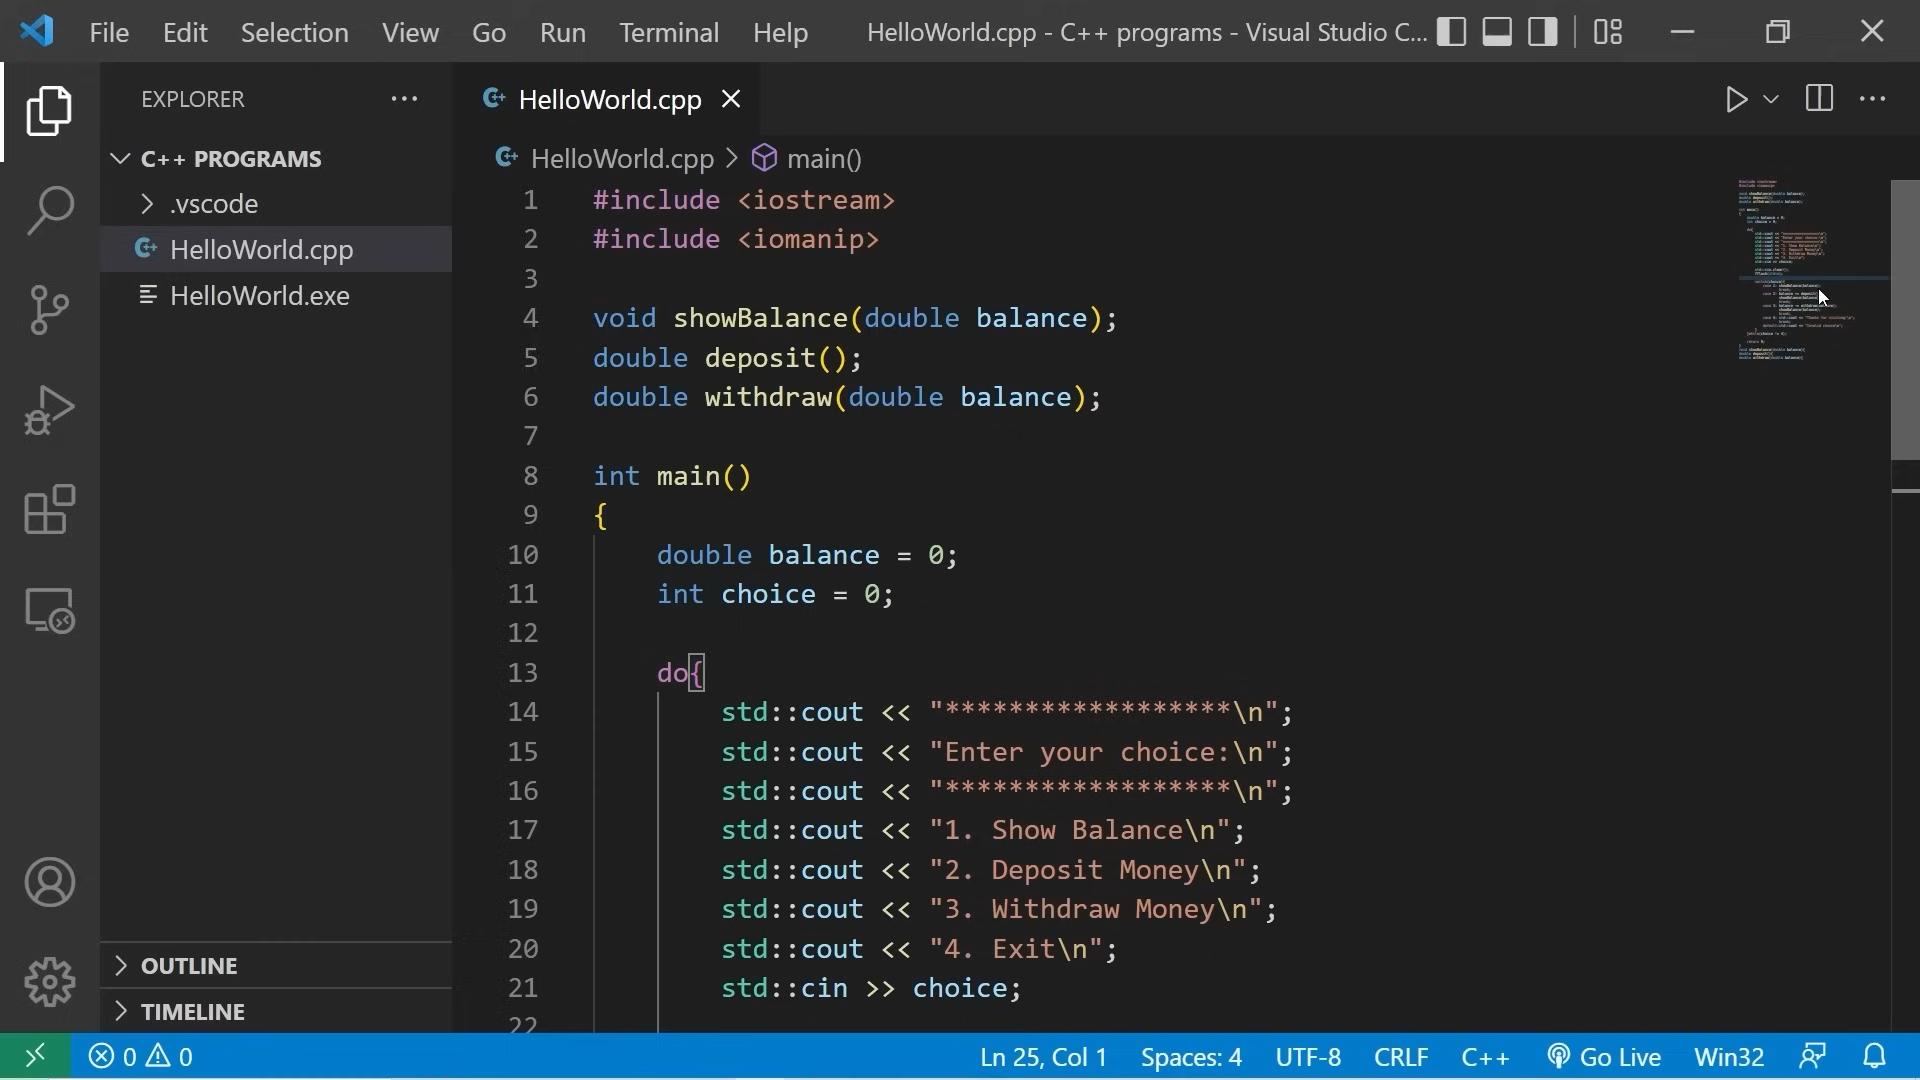 File Edit Selection View Go Run Terminal Help HelloWorld.cpp - C++ programs - Visual Studio C...
EXPLORER
C++ PROGRAMS
.vscode
HelloWorld.cpp
HelloWorld.exe
OUTLINE
TIMELINE
HelloWorld.cpp
HelloWorld.cpp > main()
1 #include <iostream>
2 #include <iomanip>
3
4 void showBalance(double balance);
5 double deposit();
6 double withdraw(double balance);
7
8 int main()
9 {
10 double balance = 0;
11 int choice = 0;
12
13 do{
14 std::cout << "******************\n";
15 std::cout << "Enter your choice:\n";
16 std::cout << "******************\n";
17 std::cout << "1. Show Balance\n";
18 std::cout << "2. Deposit Money\n";
19 std::cout << "3. Withdraw Money\n";
20 std::cout << "4. Exit\n";
21 std::cin >> choice;
22
0 0 Ln 25, Col 1 Spaces: 4 UTF-8 CRLF C++ Go Live Win32